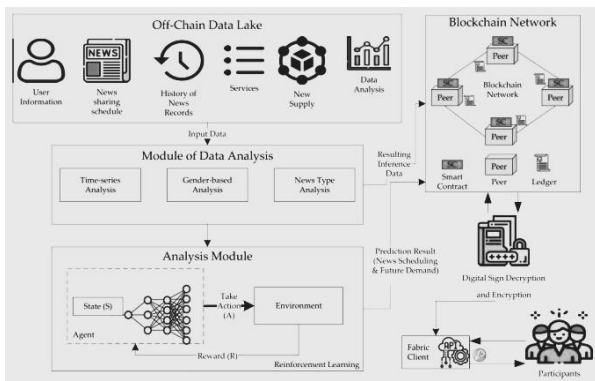 Off-Chain Data Lake
NEWS
User
Information
News
sharing
schedule
History of
News
Records
Services
New
Supply
Data
Analysis
Input Data
Module of Data Analysis
Time-series
Analysis
Gender-based
Analysis
News Type
Analysis
Resulting
Inference
Data
Analysis Module
State (S)
Agent
Take
Action
(A)
Environment
Reward (R)
Reinforcement Learning
Prediction Result
(News Scheduling
& Future Demand)
Blockchain Network
SC
Peer
SC
Peer
Blockchain
Network
SC
Peer
SC
Peer
SC
Smart
Contract
Peer
Peer
Ledger
Digital Sign Decryption
and Encryption
Fabric
Client
API
Participants